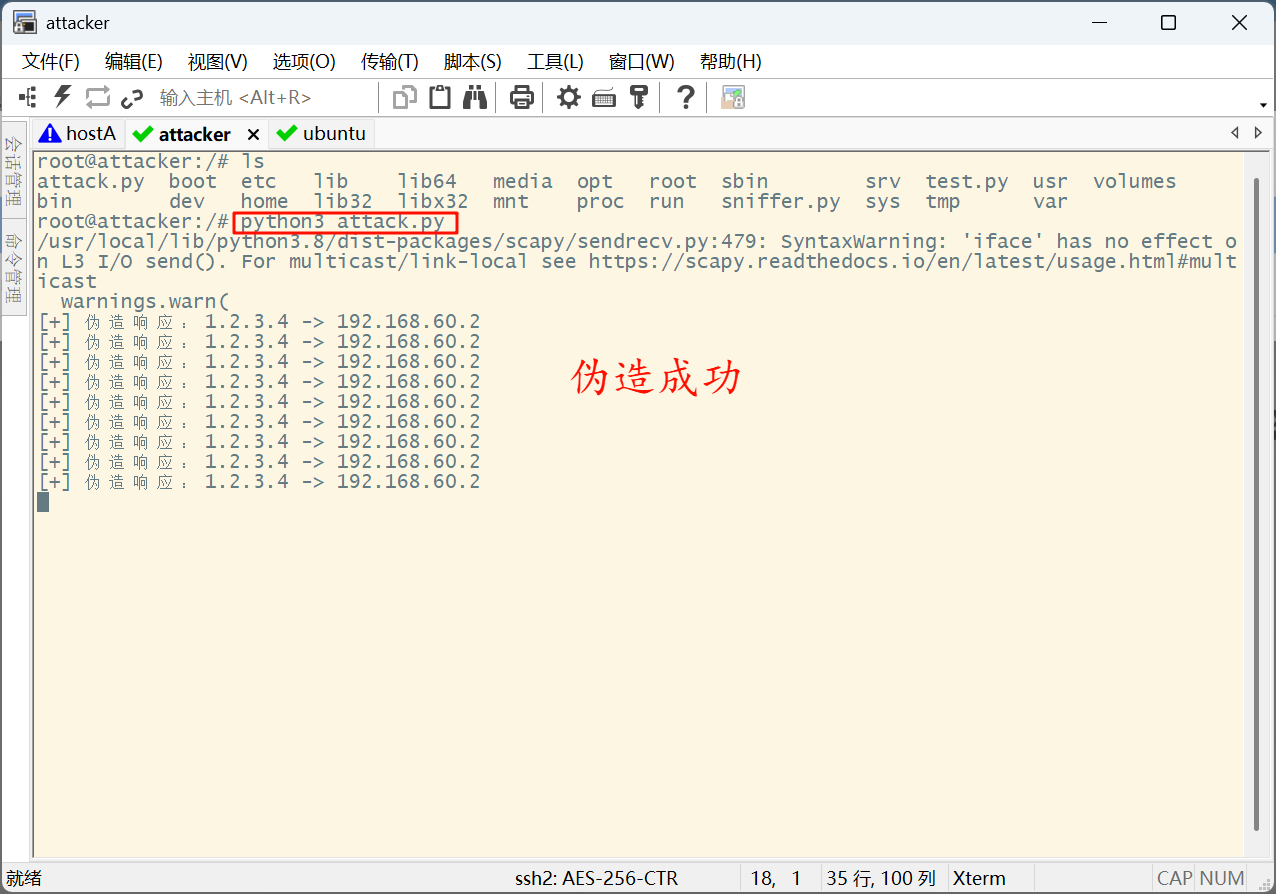 attacker
文件(F) 编辑(E) 视图(V) 选项(O) 传输(T) 脚本(S) 工具(L) 窗口(W) 帮助(H)
输入主机 <Alt+R>
hostA attacker ubuntu
会话管理
命令管理
root@attacker:/# ls
attack.py boot etc lib lib64 media opt root sbin srv test.py usr volumes
bin dev home lib32 libx32 mnt proc run sniffer.py sys tmp var
root@attacker:/# python3 attack.py
/usr/local/lib/python3.8/dist-packages/scapy/sendrecv.py:479: SyntaxWarning: 'iface' has no effect o
n L3 I/O send(). For multicast/link-local see https://scapy.readthedocs.io/en/latest/usage.html#mult
icast
warnings.warn(
[+] 伪造响应：1.2.3.4 -> 192.168.60.2
[+] 伪造响应：1.2.3.4 -> 192.168.60.2
[+] 伪造响应：1.2.3.4 -> 192.168.60.2
[+] 伪造响应：1.2.3.4 -> 192.168.60.2
[+] 伪造响应：1.2.3.4 -> 192.168.60.2
[+] 伪造响应：1.2.3.4 -> 192.168.60.2
[+] 伪造响应：1.2.3.4 -> 192.168.60.2
[+] 伪造响应：1.2.3.4 -> 192.168.60.2
[+] 伪造响应：1.2.3.4 -> 192.168.60.2
伪造成功
就绪 ssh2: AES-256-CTR 18, 1 35 行, 100 列 Xterm CAP NUM